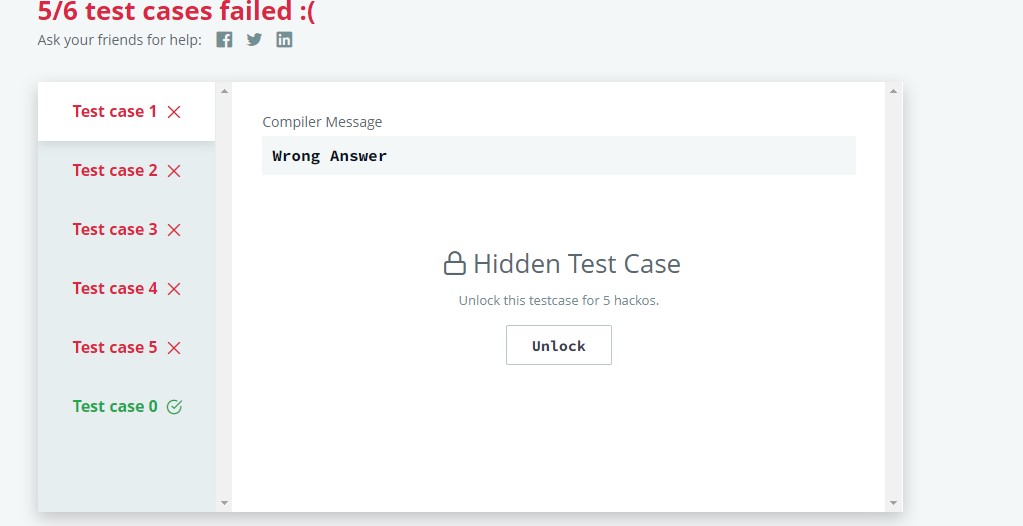 5/6 test cases failed :(
Ask your friends for help:
Test case 1
Test case 2
Test case 3
Test case 4
Test case 5
Test case 0
Compiler Message
Wrong Answer
Hidden Test Case
Unlock this testcase for 5 hackos.
Unlock